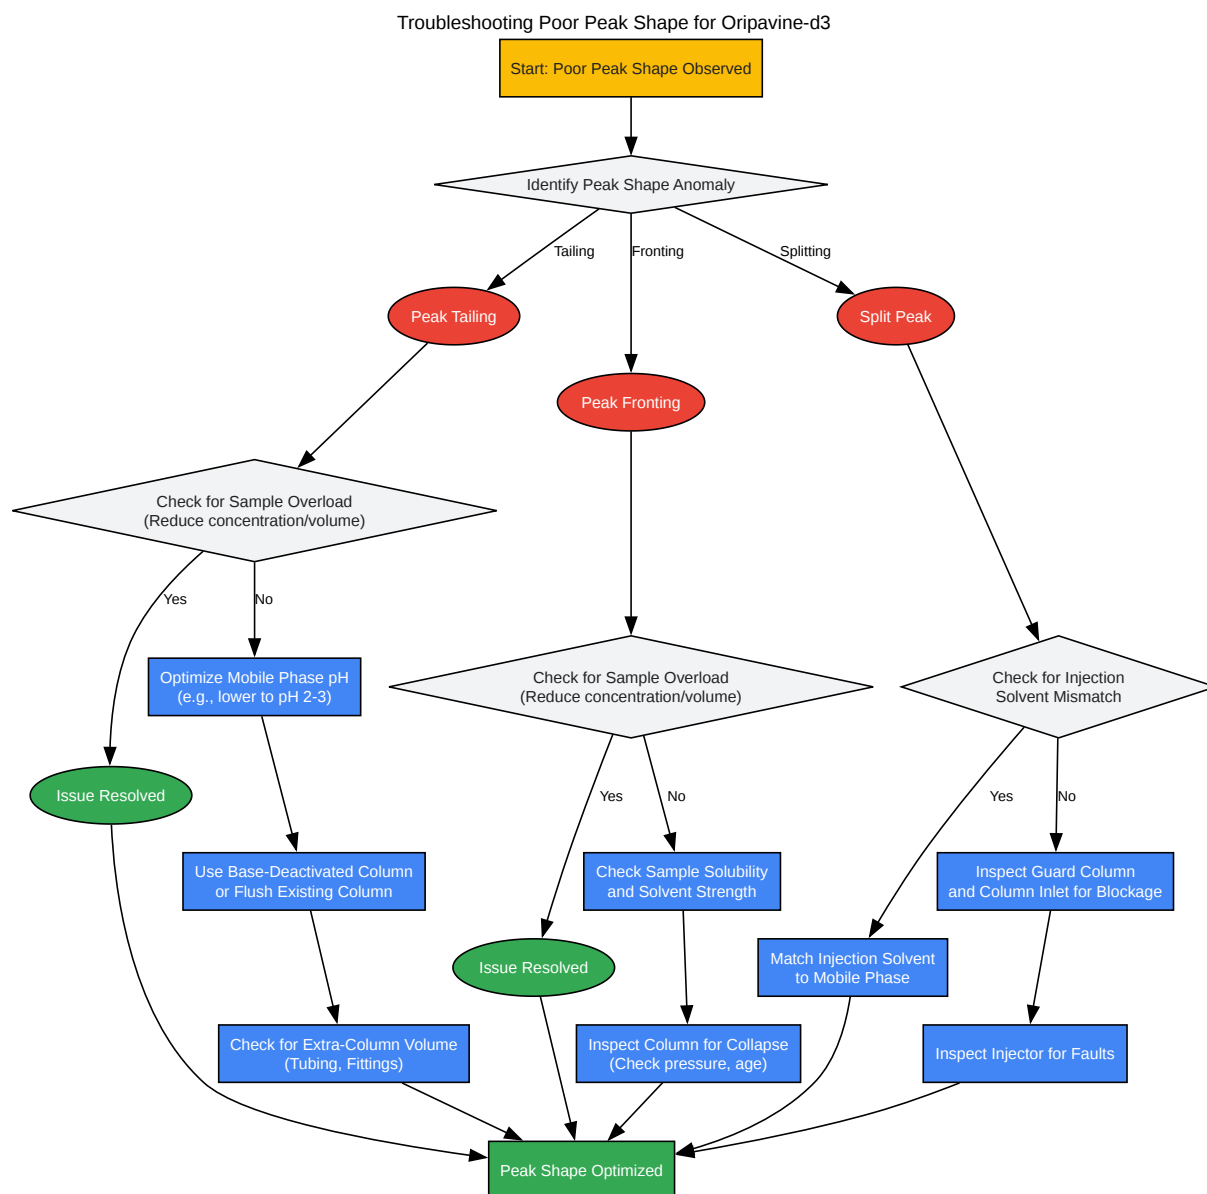 Troubleshooting Poor Peak Shape for Oripavine-d3
Start: Poor Peak Shape Observed
Identify Peak Shape Anomaly
Tailing
Fronting
Splitting
Peak Tailing
Split Peak
Peak Fronting
Check for Sample Overload
(Reduce concentration/volume)
Yes
No
Optimize Mobile Phase pH
(e.g., lower to pH 2-3)
Check for Sample Overload
(Reduce concentration/volume)
Check for Injection
Solvent Mismatch
Issue Resolved
Yes
No
Yes
No
Use Base-Deactivated Column
or Flush Existing Column
Check Sample Solubility
and Solvent Strength
Inspect Guard Column
and Column Inlet for Blockage
Issue Resolved
Match Injection Solvent
to Mobile Phase
Check for Extra-Column Volume
(Tubing, Fittings)
Inspect Column for Collapse
(Check pressure, age)
Inspect Injector for Faults
Peak Shape Optimized